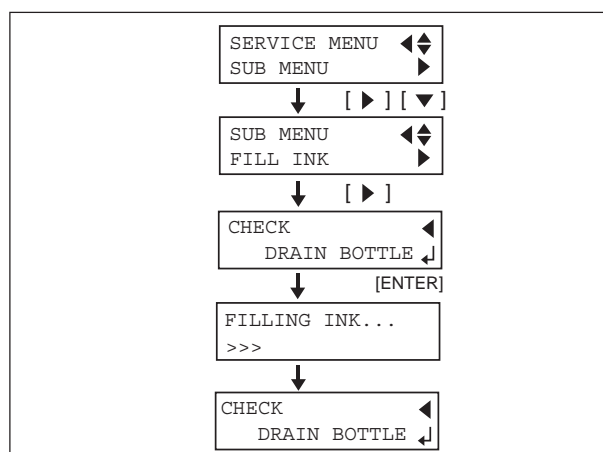 SERVICE MENU ◀◆
SUB MENU ▶
[ ▶ ] [ ▼ ]
SUB MENU ◀◆
FILL INK ▶
[ ▶ ]
CHECK ◀
DRAIN BOTTLE ↵
[ENTER]
FILLING INK...
>>>
CHECK ◀
DRAIN BOTTLE ↵